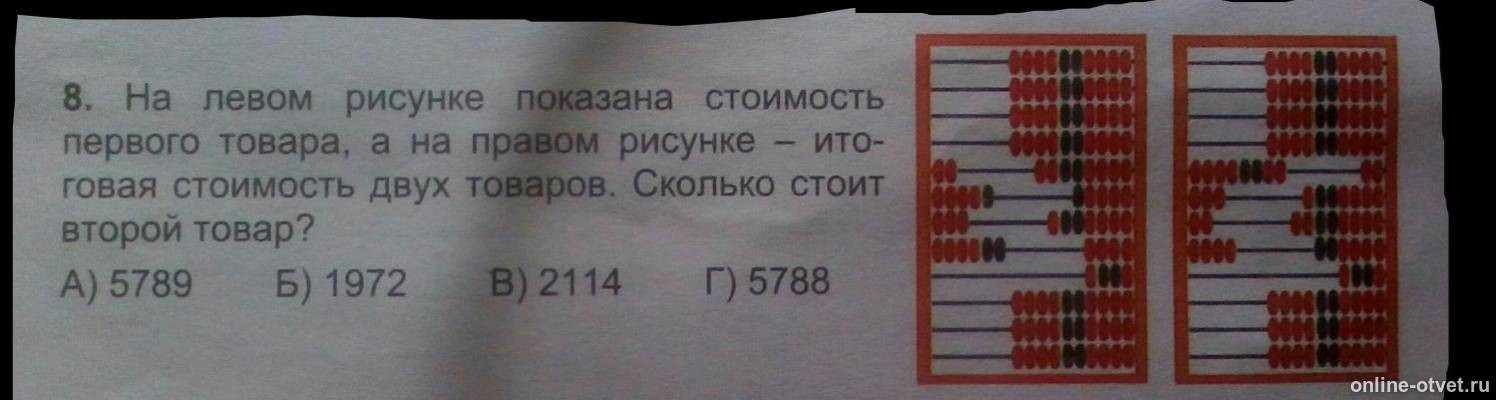 8. На левом рисунке показана стоимость
первого товара, а на правом рисунке – ито-
говая стоимость двух товаров. Сколько стоит
второй товар?
А) 5789 Б) 1972 В) 2114 Г) 5788
online-otvet.ru